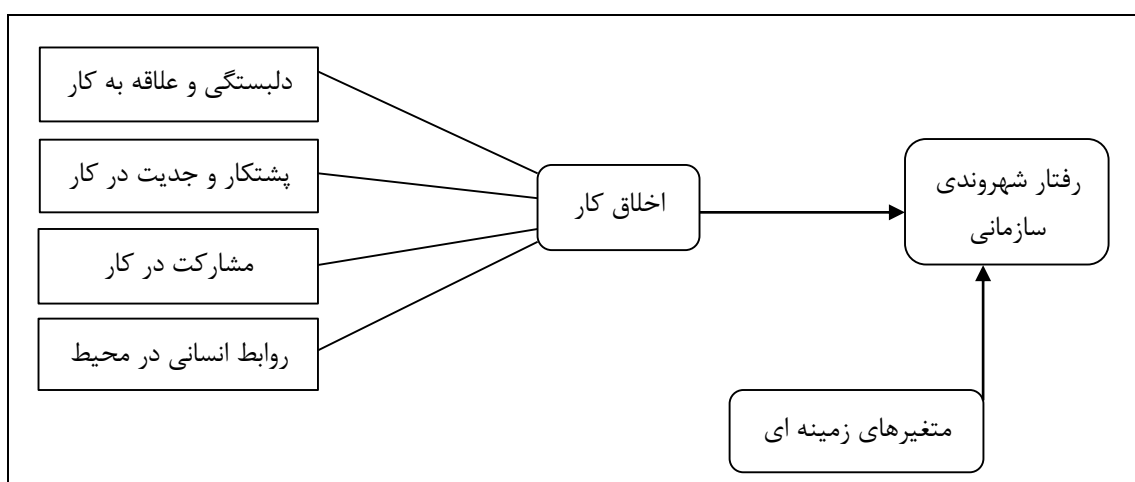 دلبستگی و علاقه به کار
پشتکار و جدیت در کار
مشارکت در کار
روابط انسانی در محیط
اخلاق کار
رفتار شهروندی
سازمانی
متغیرهای زمینه ای